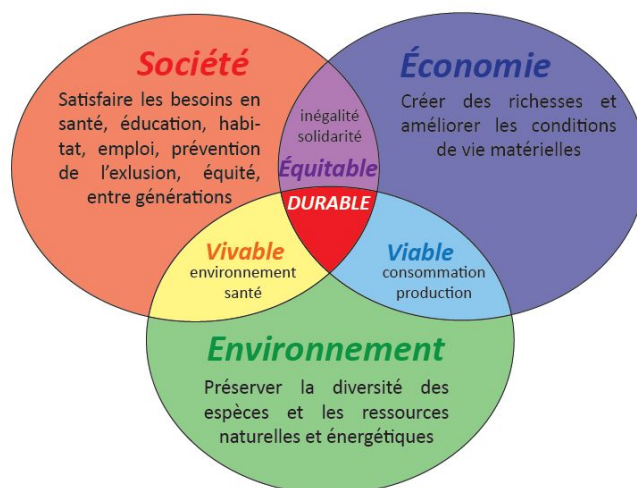 Société
Satisfaire les besoins en
santé, éducation, habi-
tat, emploi, prévention
de l'exlusion, équité,
entre générations
inégalité
solidarité
Équitable
Économie
Créer des richesses et
améliorer les conditions
de vie matérielles
DURABLE
Vivable
environnement
santé
Viable
consommation
production
Environnement
Préserver la diversité des
espèces et les ressources
naturelles et énergétiques